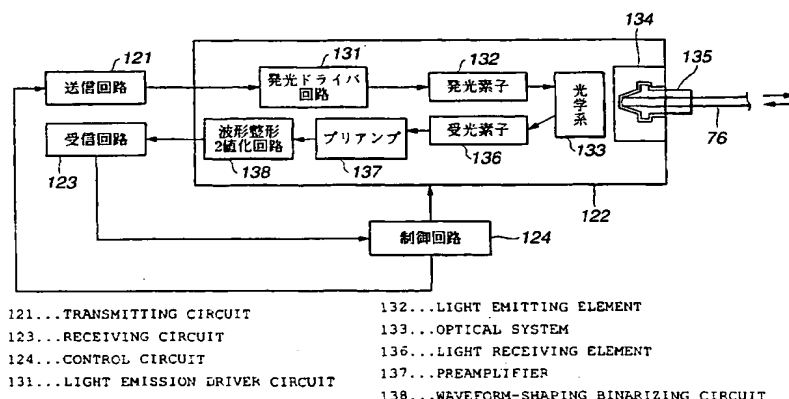 134
121
131
132
135
送信回路
発光ドライバ
回路
発光素子
光学系
受信回路
波形整形
2値化回路
プリアンプ
受光素子
133
76
123
138
137
136
122
制御回路
124
121...TRANSMITTING CIRCUIT
123...RECEIVING CIRCUIT
124...CONTROL CIRCUIT
131...LIGHT EMISSION DRIVER CIRCUIT
132...LIGHT EMITTING ELEMENT
133...OPTICAL SYSTEM
136...LIGHT RECEIVING ELEMENT
137...PREAMPLIFIER
138...WAVEFORM-SHAPING BINARIZING CIRCUIT